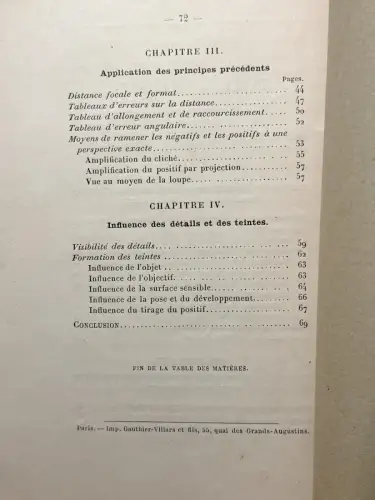 — 72 —
CHAPITRE III.
Application des principes précédents
Pages.
Distance focale et format........................ 44
Tableaux d'erreurs sur la distance................. 47
Tableau d'allongement et de raccourcissement..... 50
Tableau d'erreur angulaire........................ 52
Moyens de ramener les négatifs et les positifs à une
perspective exacte........................... 53
Amplification du cliché........................ 55
Amplification du positif par projection........... 57
Vue au moyen de la loupe..................... 57
CHAPITRE IV.
Influence des détails et des teintes.
Visibilité des détails........................... 59
Formation des teintes........................... 62
Influence de l'objet........................... 63
Influence de l'objectif........................ 63
Influence de la surface sensible................ 64
Influence de la pose et du développement........ 66
Influence du tirage du positif................... 67
CONCLUSION........................... 69
FIN DE LA TABLE DES MATIÈRES.
Paris. — Imp. Gauthier-Villars et fils, 55, quai des Grands-Augustins.